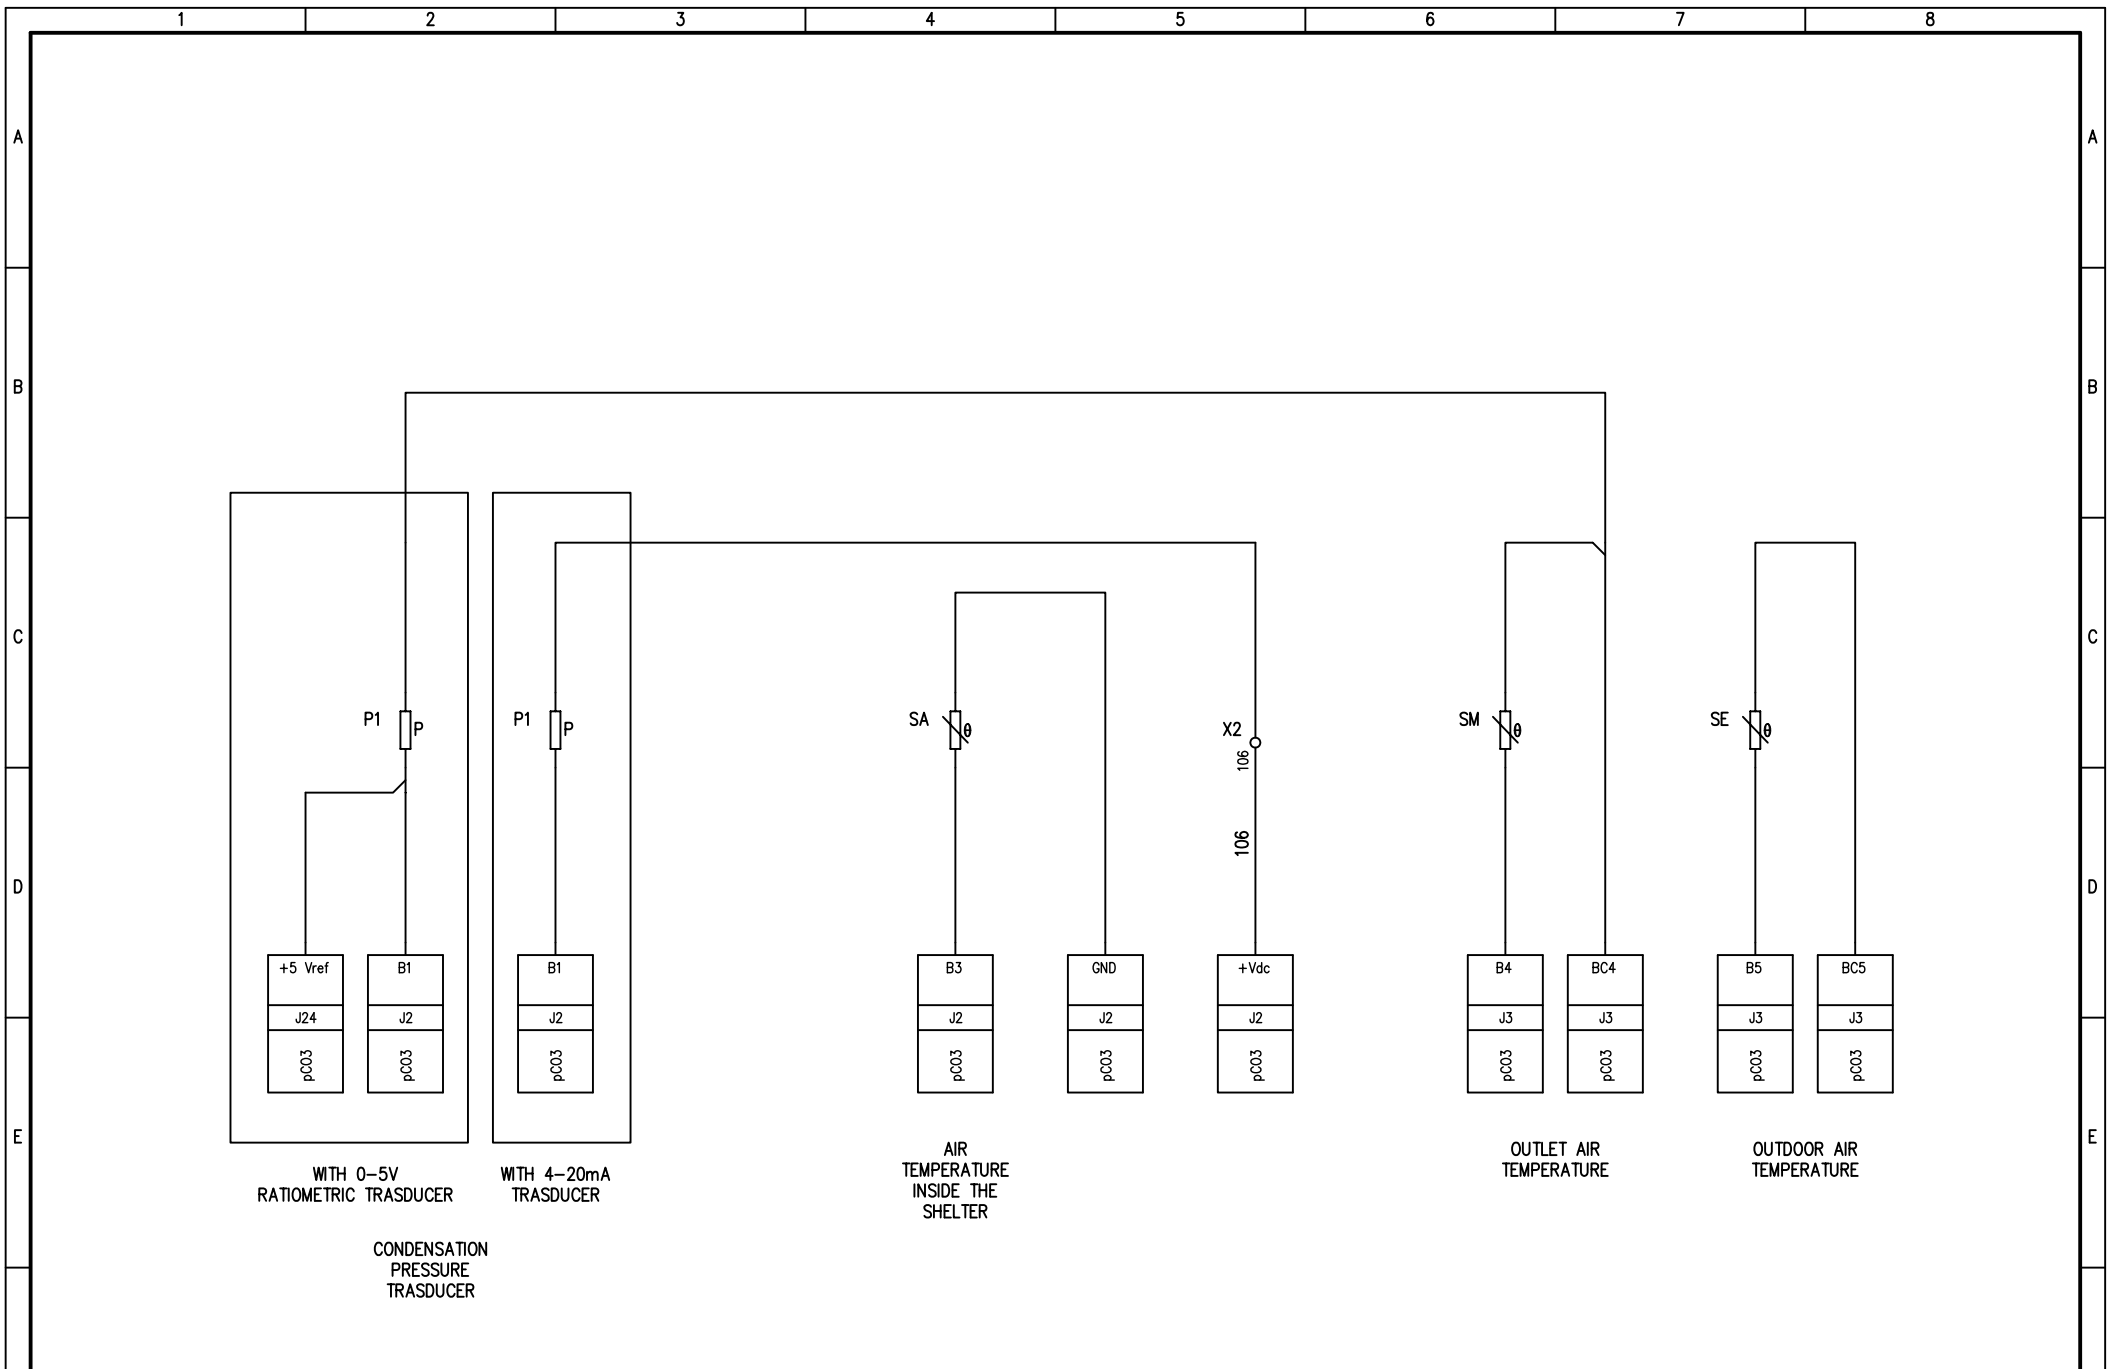 1 2 3 4 5 6 7 8
A A
B B
C C
P1 P
P1 P
SA θ
X2
106
SM θ
SE θ
106
D D
+5 Vref B1 B1 B3 GND +Vdc B4 BC4 B5 BC5
J24 J2 J2 J2 J2 J2 J3 J3 J3 J3
pCO3 pCO3 pCO3 pCO3 pCO3 pCO3 pCO3 pCO3 pCO3 pCO3
E E
WITH 0-5V
RATIOMETRIC TRASDUCER
WITH 4-20mA
TRASDUCER
CONDENSATION
PRESSURE
TRASDUCER
AIR
TEMPERATURE
INSIDE THE
SHELTER
OUTLET AIR
TEMPERATURE
OUTDOOR AIR
TEMPERATURE